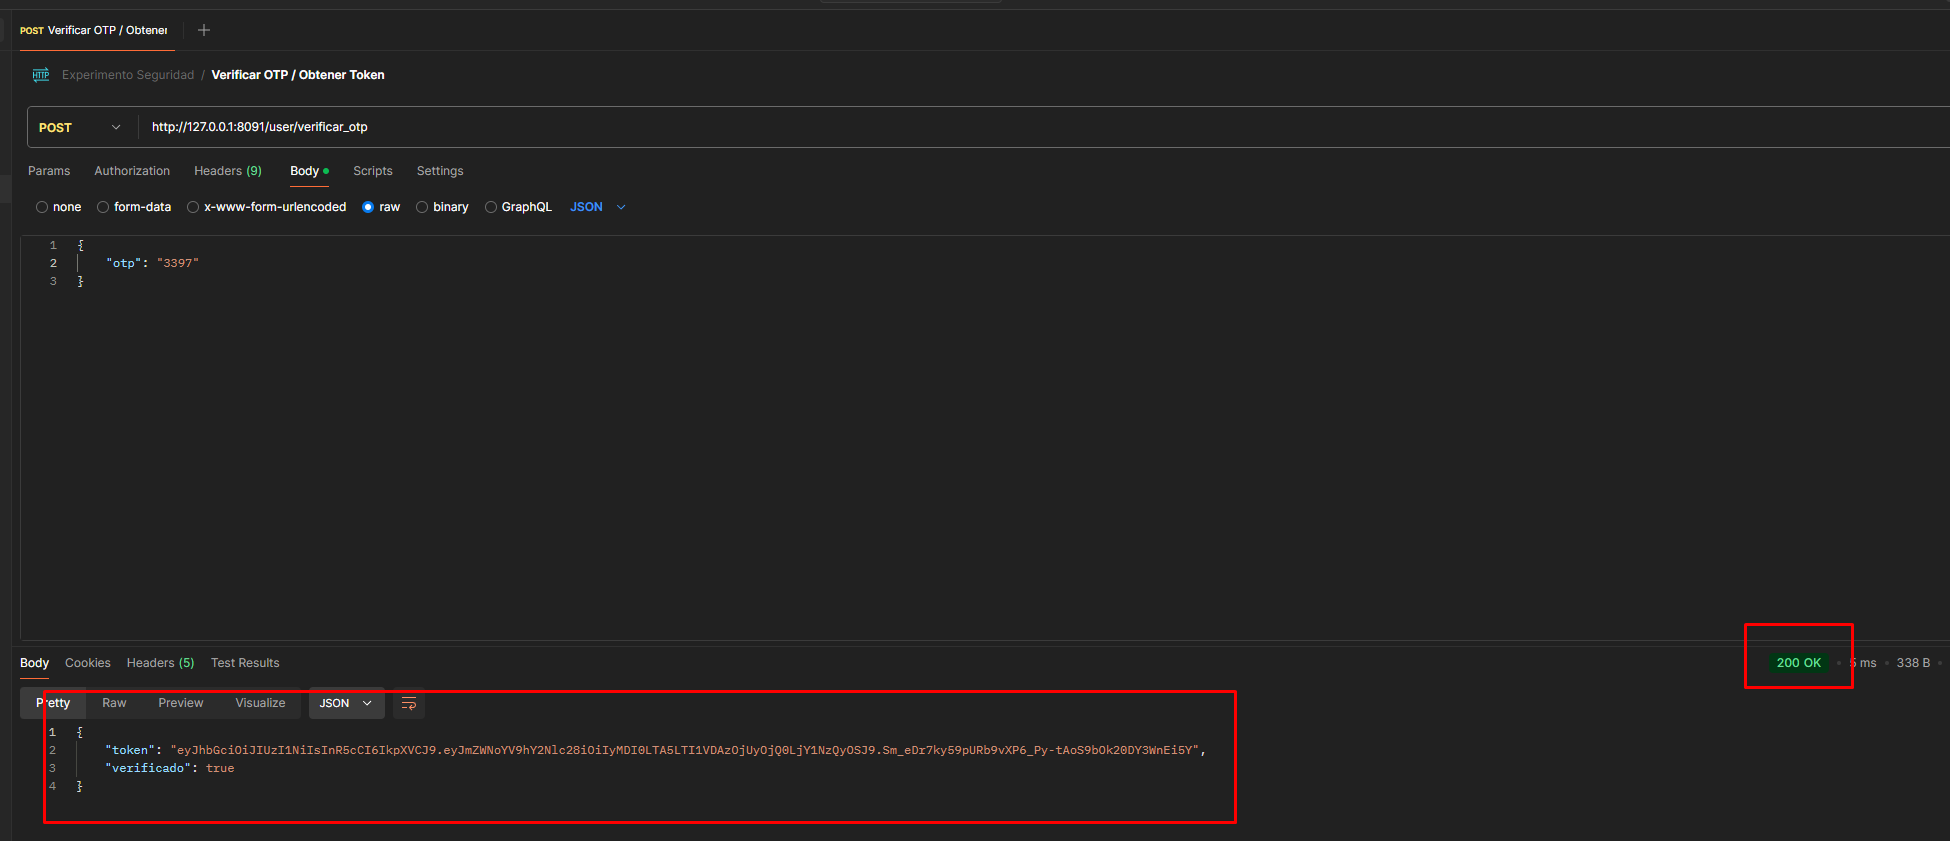 POST Verificar OTP / Obtener
Experimento Seguridad / Verificar OTP / Obtener Token
POST http://127.0.0.1:8091/user/verificar_otp
Params Authorization Headers (9) Body Scripts Settings
none form-data x-www-form-urlencoded raw binary GraphQL JSON
1 {
2 "otp": "3397"
3 }
Body Cookies Headers (5) Test Results 200 OK 5 ms 338 B
Pretty Raw Preview Visualize JSON
1 {
2 "token": "eyJhbGciOiJIUzI1NiIsInR5cCI6IkpXVCJ9.eyJmZWNoYV9hY2Nlc28iOiIyMDI0LTA5LTI1VDAzOjUyOjQ0LjY1NzQyOSJ9.Sm_eDr7ky59pURb9vXP6_Py-tAoS9bOk20DY3WnEi5Y",
3 "verificado": true
4 }